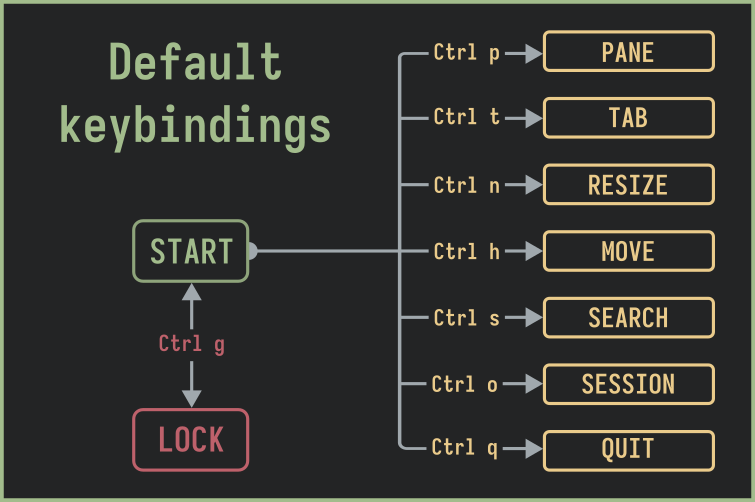 Default
keybindings
START
Ctrl g
LOCK
Ctrl p PANE
Ctrl t TAB
Ctrl n RESIZE
Ctrl h MOVE
Ctrl s SEARCH
Ctrl o SESSION
Ctrl q QUIT